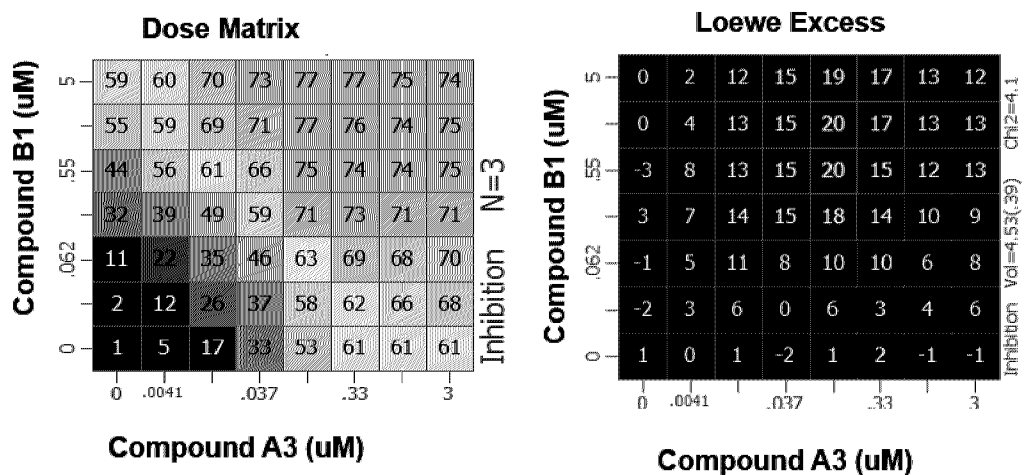 Dose Matrix
Compound B1 (uM)
5 59 60 70 73 77 77 75 74
55 59 69 71 77 76 74 75
.55 44 56 61 66 75 74 74 75
32 39 49 59 71 73 71 71
.062 11 22 35 46 63 69 68 70
2 12 26 37 58 62 66 68
0 1 5 17 33 53 61 61 61
0 .0041 .037 .33 3
Compound A3 (uM)
Inhibition N=3
Loewe Excess
Compound B1 (uM)
5 0 2 12 15 19 17 13 12
0 4 13 15 20 17 13 13
.55 -3 8 13 15 20 15 12 13
3 7 14 15 18 14 10 9
.062 -1 5 11 8 10 10 6 8
-2 3 6 0 6 3 4 6
0 1 0 1 -2 1 2 -1 -1
0 .0041 .037 .33 3
Compound A3 (uM)
Inhibition Vol=4.53(.39) Chi2=4.1